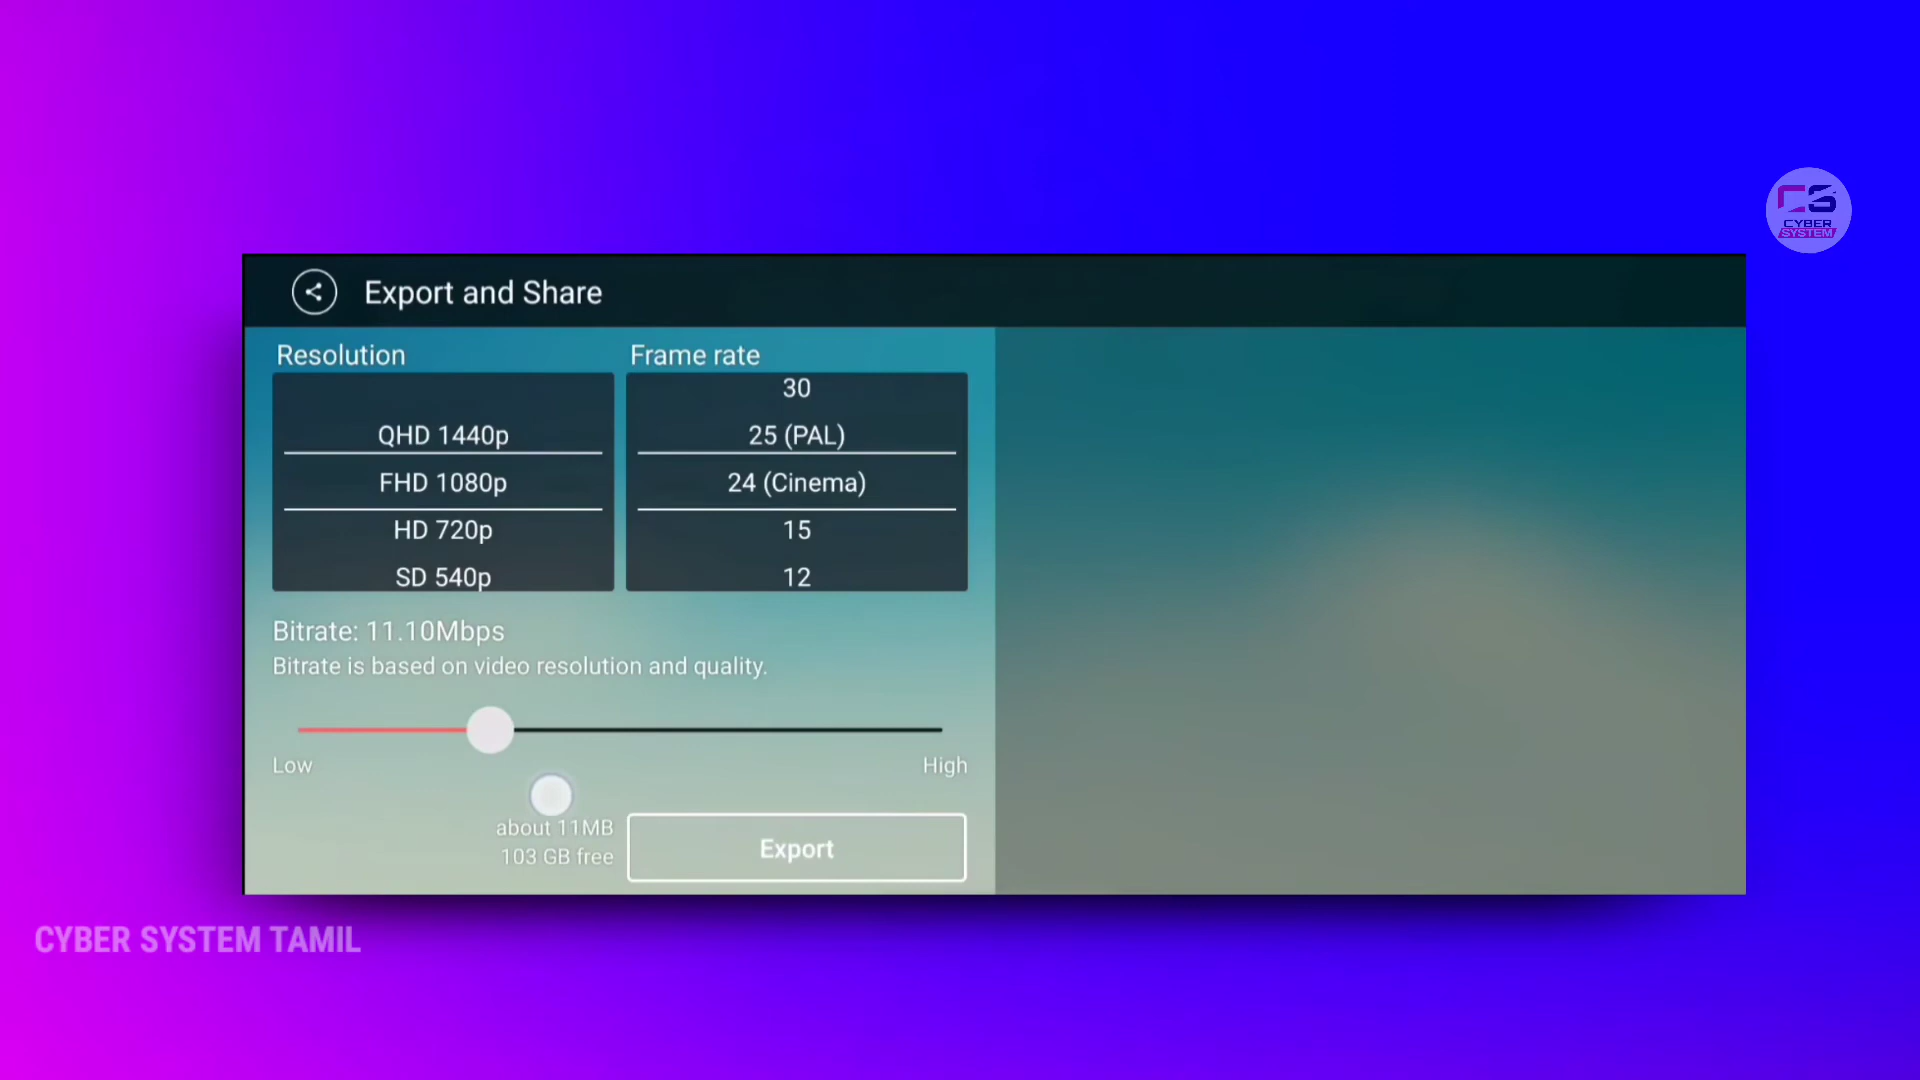 CS
CYBER
SYSTEM
Export and Share
Resolution
Frame rate
30
QHD 1440p
25 (PAL)
FHD 1080p
24 (Cinema)
HD 720p
15
SD 540p
12
Bitrate: 11.10Mbps
Bitrate is based on video resolution and quality.
Low
High
about 11MB
103 GB free
Export
CYBER SYSTEM TAMIL